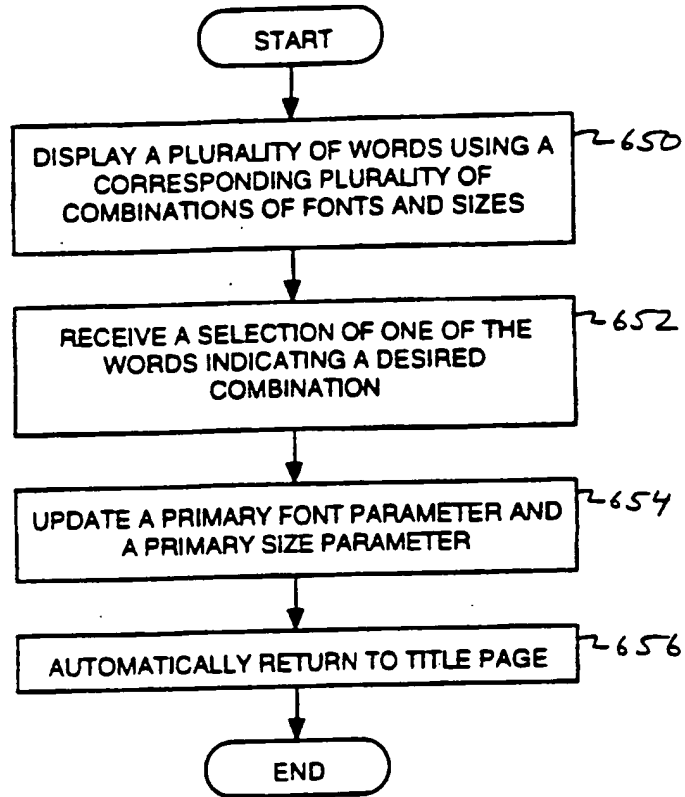 START
DISPLAY A PLURALITY OF WORDS USING A
CORRESPONDING PLURALITY OF
COMBINATIONS OF FONTS AND SIZES
650
RECEIVE A SELECTION OF ONE OF THE
WORDS INDICATING A DESIRED
COMBINATION
652
UPDATE A PRIMARY FONT PARAMETER AND
A PRIMARY SIZE PARAMETER
654
AUTOMATICALLY RETURN TO TITLE PAGE
656
END